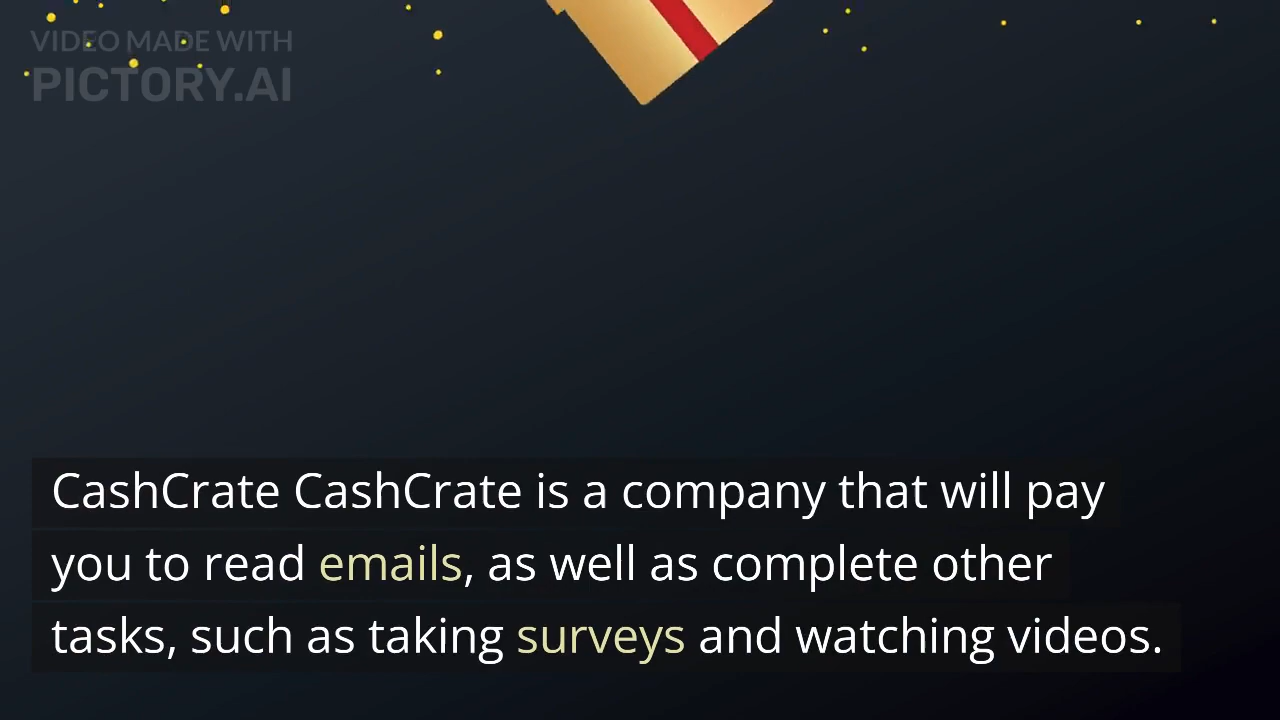 VIDEO MADE WITH
PICTORY.AI
CashCrate CashCrate is a company that will pay
you to read emails, as well as complete other
tasks, such as taking surveys and watching videos.